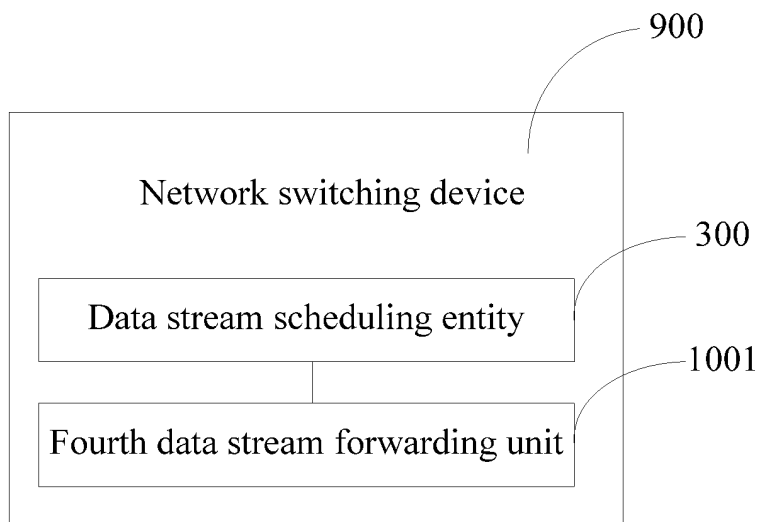 900
Network switching device
300
Data stream scheduling entity
1001
Fourth data stream forwarding unit